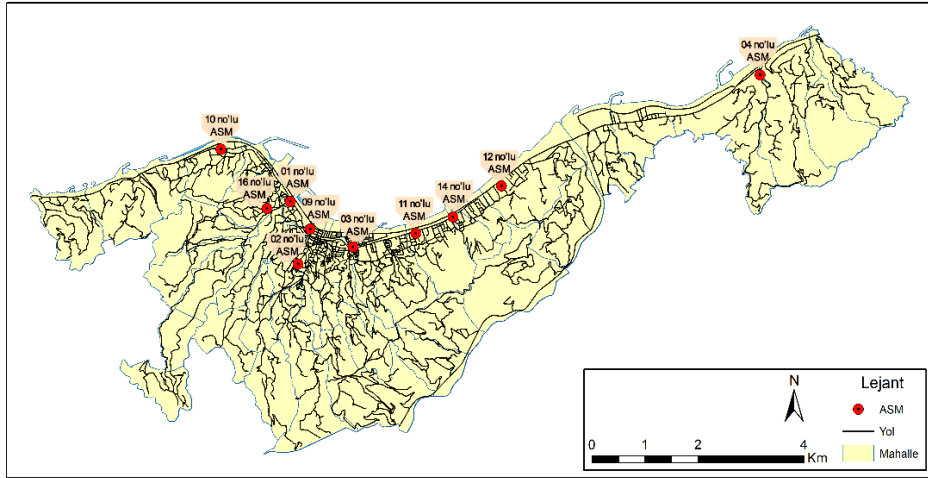 04 no'lu
ASM
10 no'lu
ASM
12 no'lu
ASM
01 no'lu
ASM
16 no'lu
ASM
14 no'lu
ASM
09 no'lu
ASM
11 no'lu
ASM
03 no'lu
ASM
02 no'lu
ASM
N
Lejant
ASM
Yol
Mahalle
0 1 2 4
Km